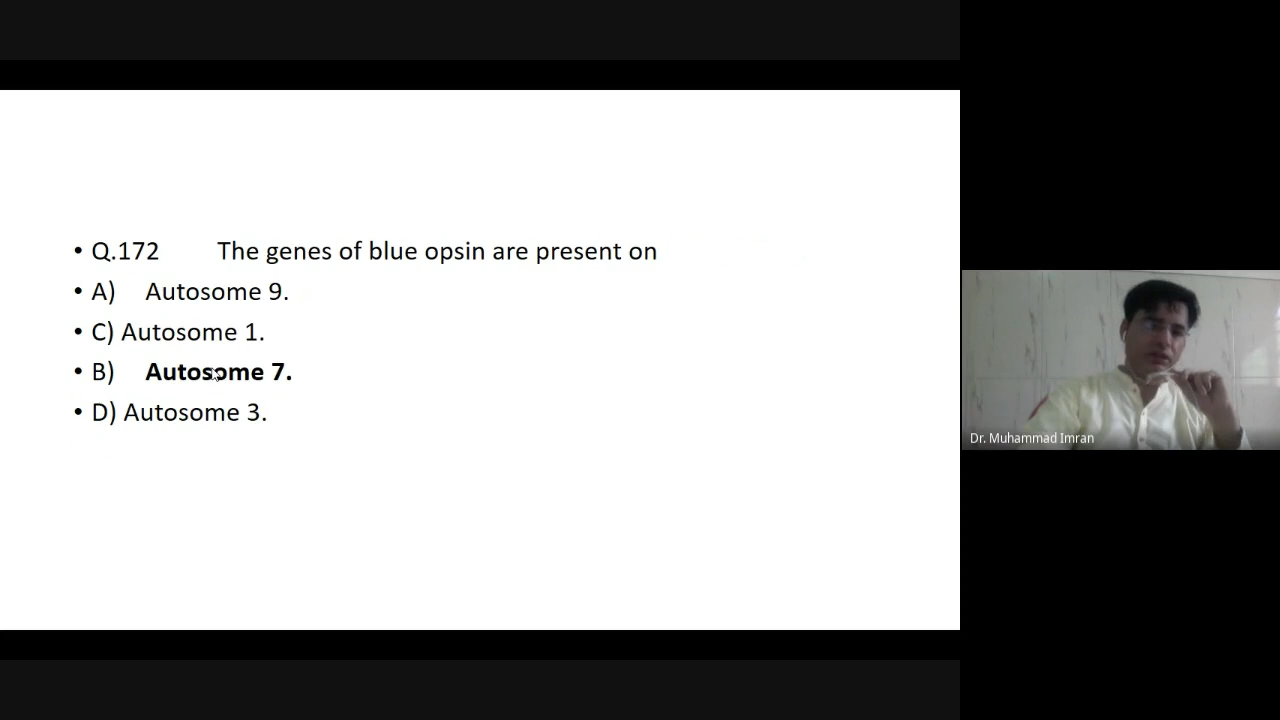 • Q.172 The genes of blue opsin are present on
• A) Autosome 9.
• C) Autosome 1.
• B) Autosome 7.
• D) Autosome 3.
Dr. Muhammad Imran